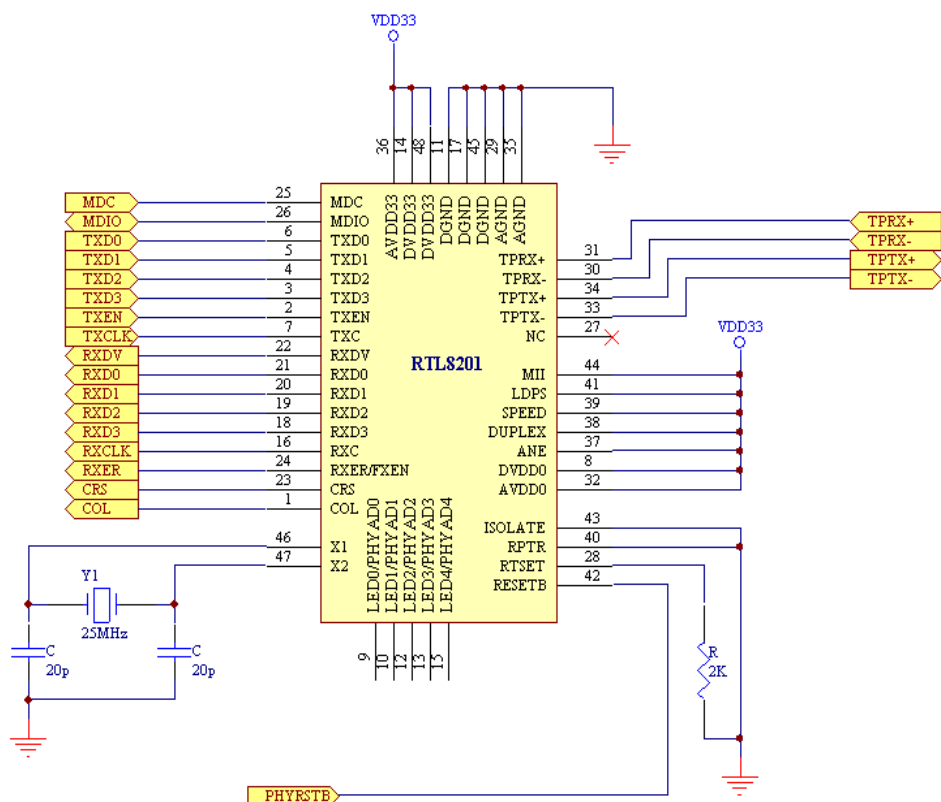 VDD33
36 14 48 11 17 45 29 35
AVDD33 DVDD33 DVDD33 DGND DGND DGND AGND AGND
MDC 25 MDC
MDIO 26 MDIO
TXD0 6 TXD0
TXD1 5 TXD1
TXD2 4 TXD2
TXD3 3 TXD3
TXEN 2 TXEN
TXCLK 7 TXC
RXDV 22 RXDV
RXD0 21 RXD0
RXD1 20 RXD1
RXD2 19 RXD2
RXD3 18 RXD3
RXCLK 16 RXC
RXER 24 RXER/FXEN
CRS 23 CRS
COL 1 COL
46 X1
47 X2
RTL8201
TPRX+ 31 TPRX+
TPRX- 30 TPRX-
TPTX+ 34 TPTX+
TPTX- 33 TPTX-
NC 27
VDD33
MII 44
LDPS 41
SPEED 39
DUPLEX 38
ANE 37
DVDD0 8
AVDD0 32
ISOLATE 43
RPTR 40
RTSET 28
RESETB 42
LED0/PHYAD0 LED1/PHYAD1 LED2/PHYAD2 LED3/PHYAD3 LED4/PHYAD4
9 10 12 13 15
Y1
25MHz
C
20p
C
20p
R
2K
PHYRSTB